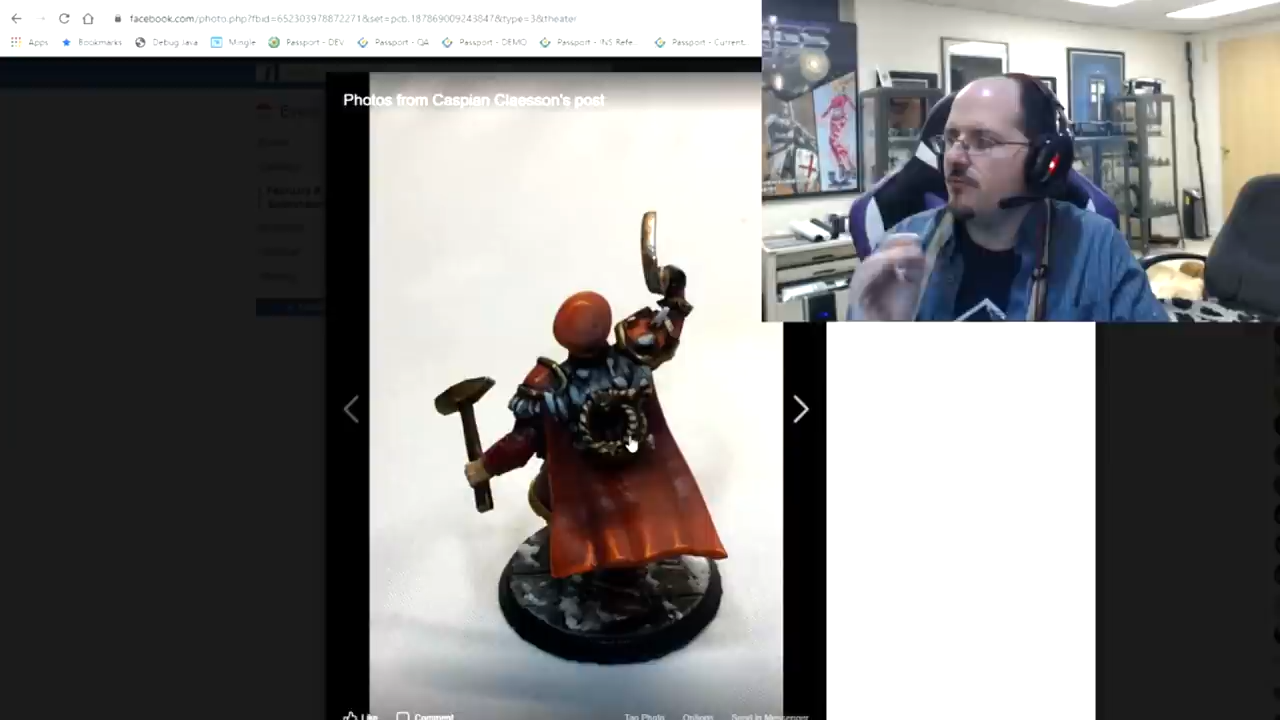 facebook.com/photo.php?fbid=652303978872271&set=pcb.187869009243847&type=3&theater
Apps Bookmarks Debug Java Mingle Passport - DEV Passport - QA Passport - DEMO Passport - INS Refe... Passport - Current...
Photos from Caspian Claesson's post
Like Comment Tag Photo Options Send in Messenger